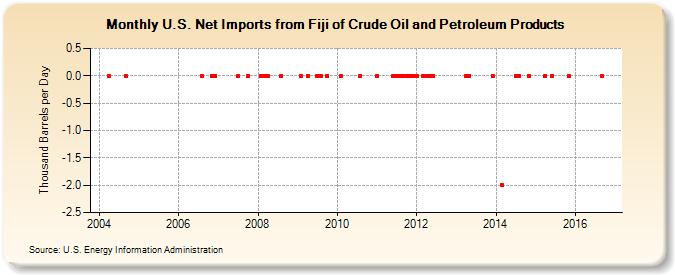 Monthly U.S. Net Imports from Fiji of Crude Oil and Petroleum Products
Thousand Barrels per Day
0.5
0.0
-0.5
-1.0
-1.5
-2.0
-2.5
2004 2006 2008 2010 2012 2014 2016
Source: U.S. Energy Information Administration